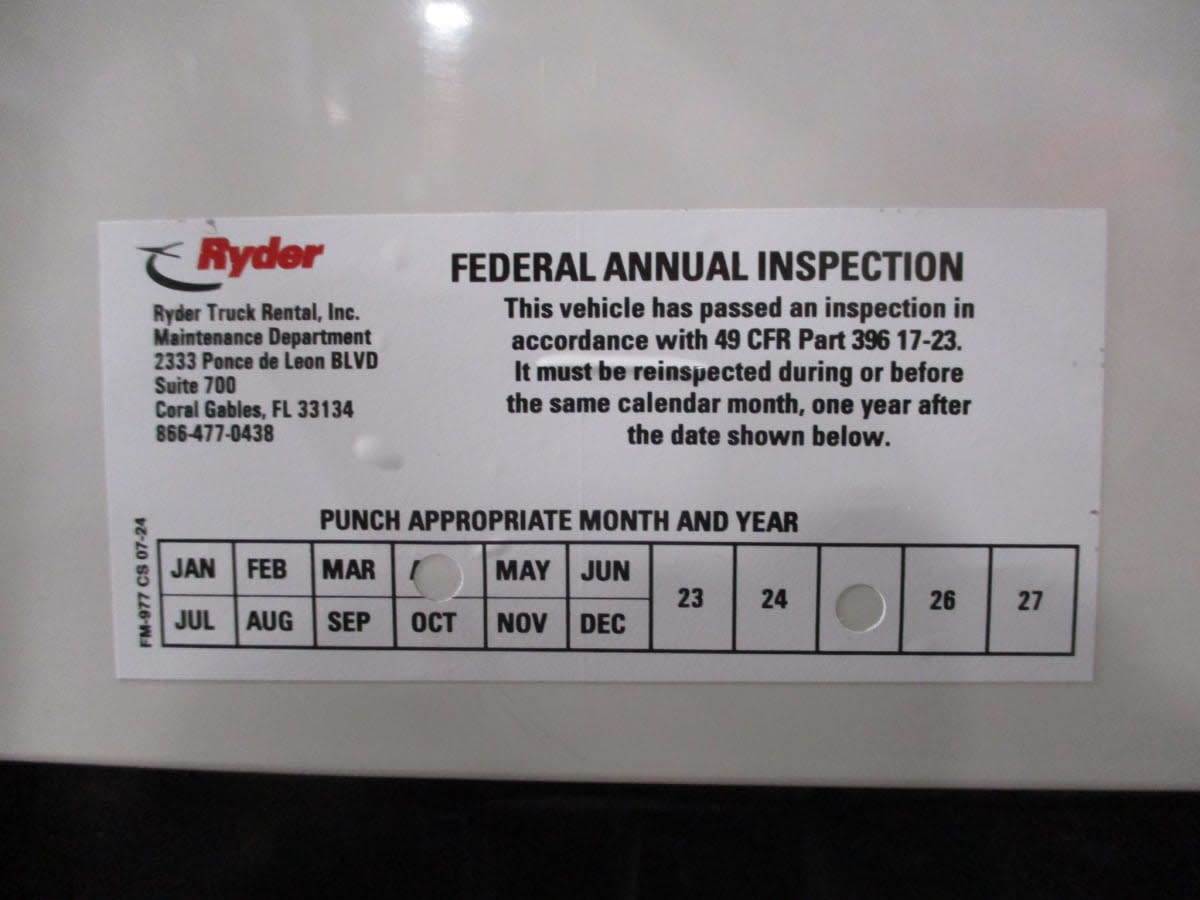 Ryder
Ryder Truck Rental, Inc.
Maintenance Department
2333 Ponce de Leon BLVD
Suite 700
Coral Gables, FL 33134
866-477-0438
FEDERAL ANNUAL INSPECTION
This vehicle has passed an inspection in
accordance with 49 CFR Part 396 17-23.
It must be reinspected during or before
the same calendar month, one year after
the date shown below.
PUNCH APPROPRIATE MONTH AND YEAR
FM-977 CS 07-24
JAN FEB MAR MAY JUN
23 24 26 27
JUL AUG SEP OCT NOV DEC